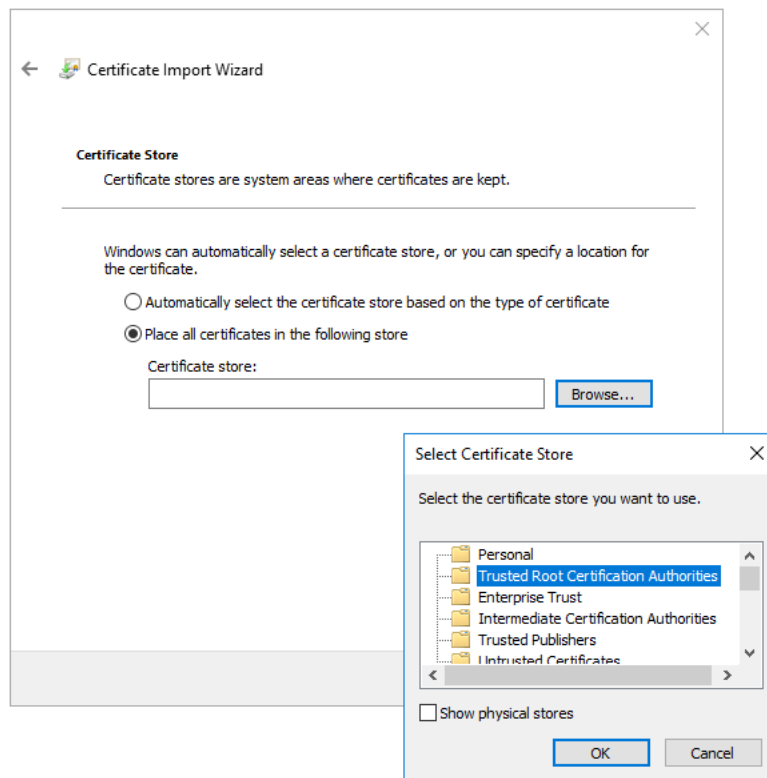 Certificate Import Wizard
Certificate Store
Certificate stores are system areas where certificates are kept.
Windows can automatically select a certificate store, or you can specify a location for
the certificate.
Automatically select the certificate store based on the type of certificate
Place all certificates in the following store
Certificate store:
Browse...
Select Certificate Store
Select the certificate store you want to use.
Personal
Trusted Root Certification Authorities
Enterprise Trust
Intermediate Certification Authorities
Trusted Publishers
Untrusted Certificates
Show physical stores
OK
Cancel